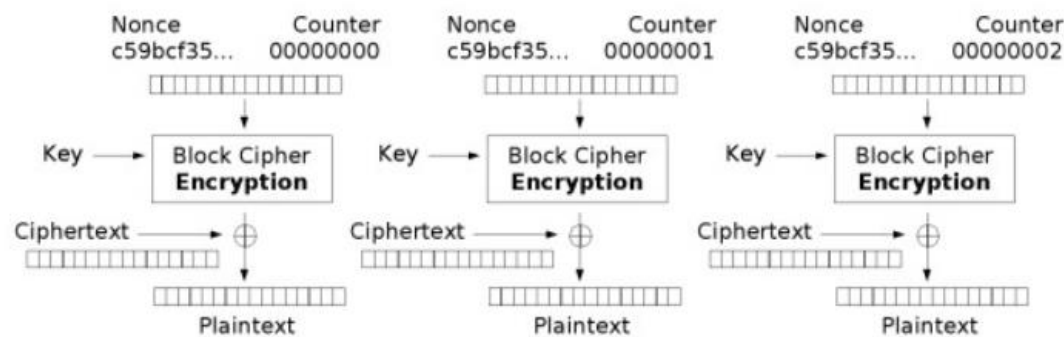 Nonce Counter Nonce Counter Nonce Counter
c59bcf35... 00000000 c59bcf35... 00000001 c59bcf35... 00000002
Key Block Cipher Key Block Cipher Key Block Cipher
Encryption Encryption Encryption
Ciphertext Ciphertext Ciphertext
Plaintext Plaintext Plaintext